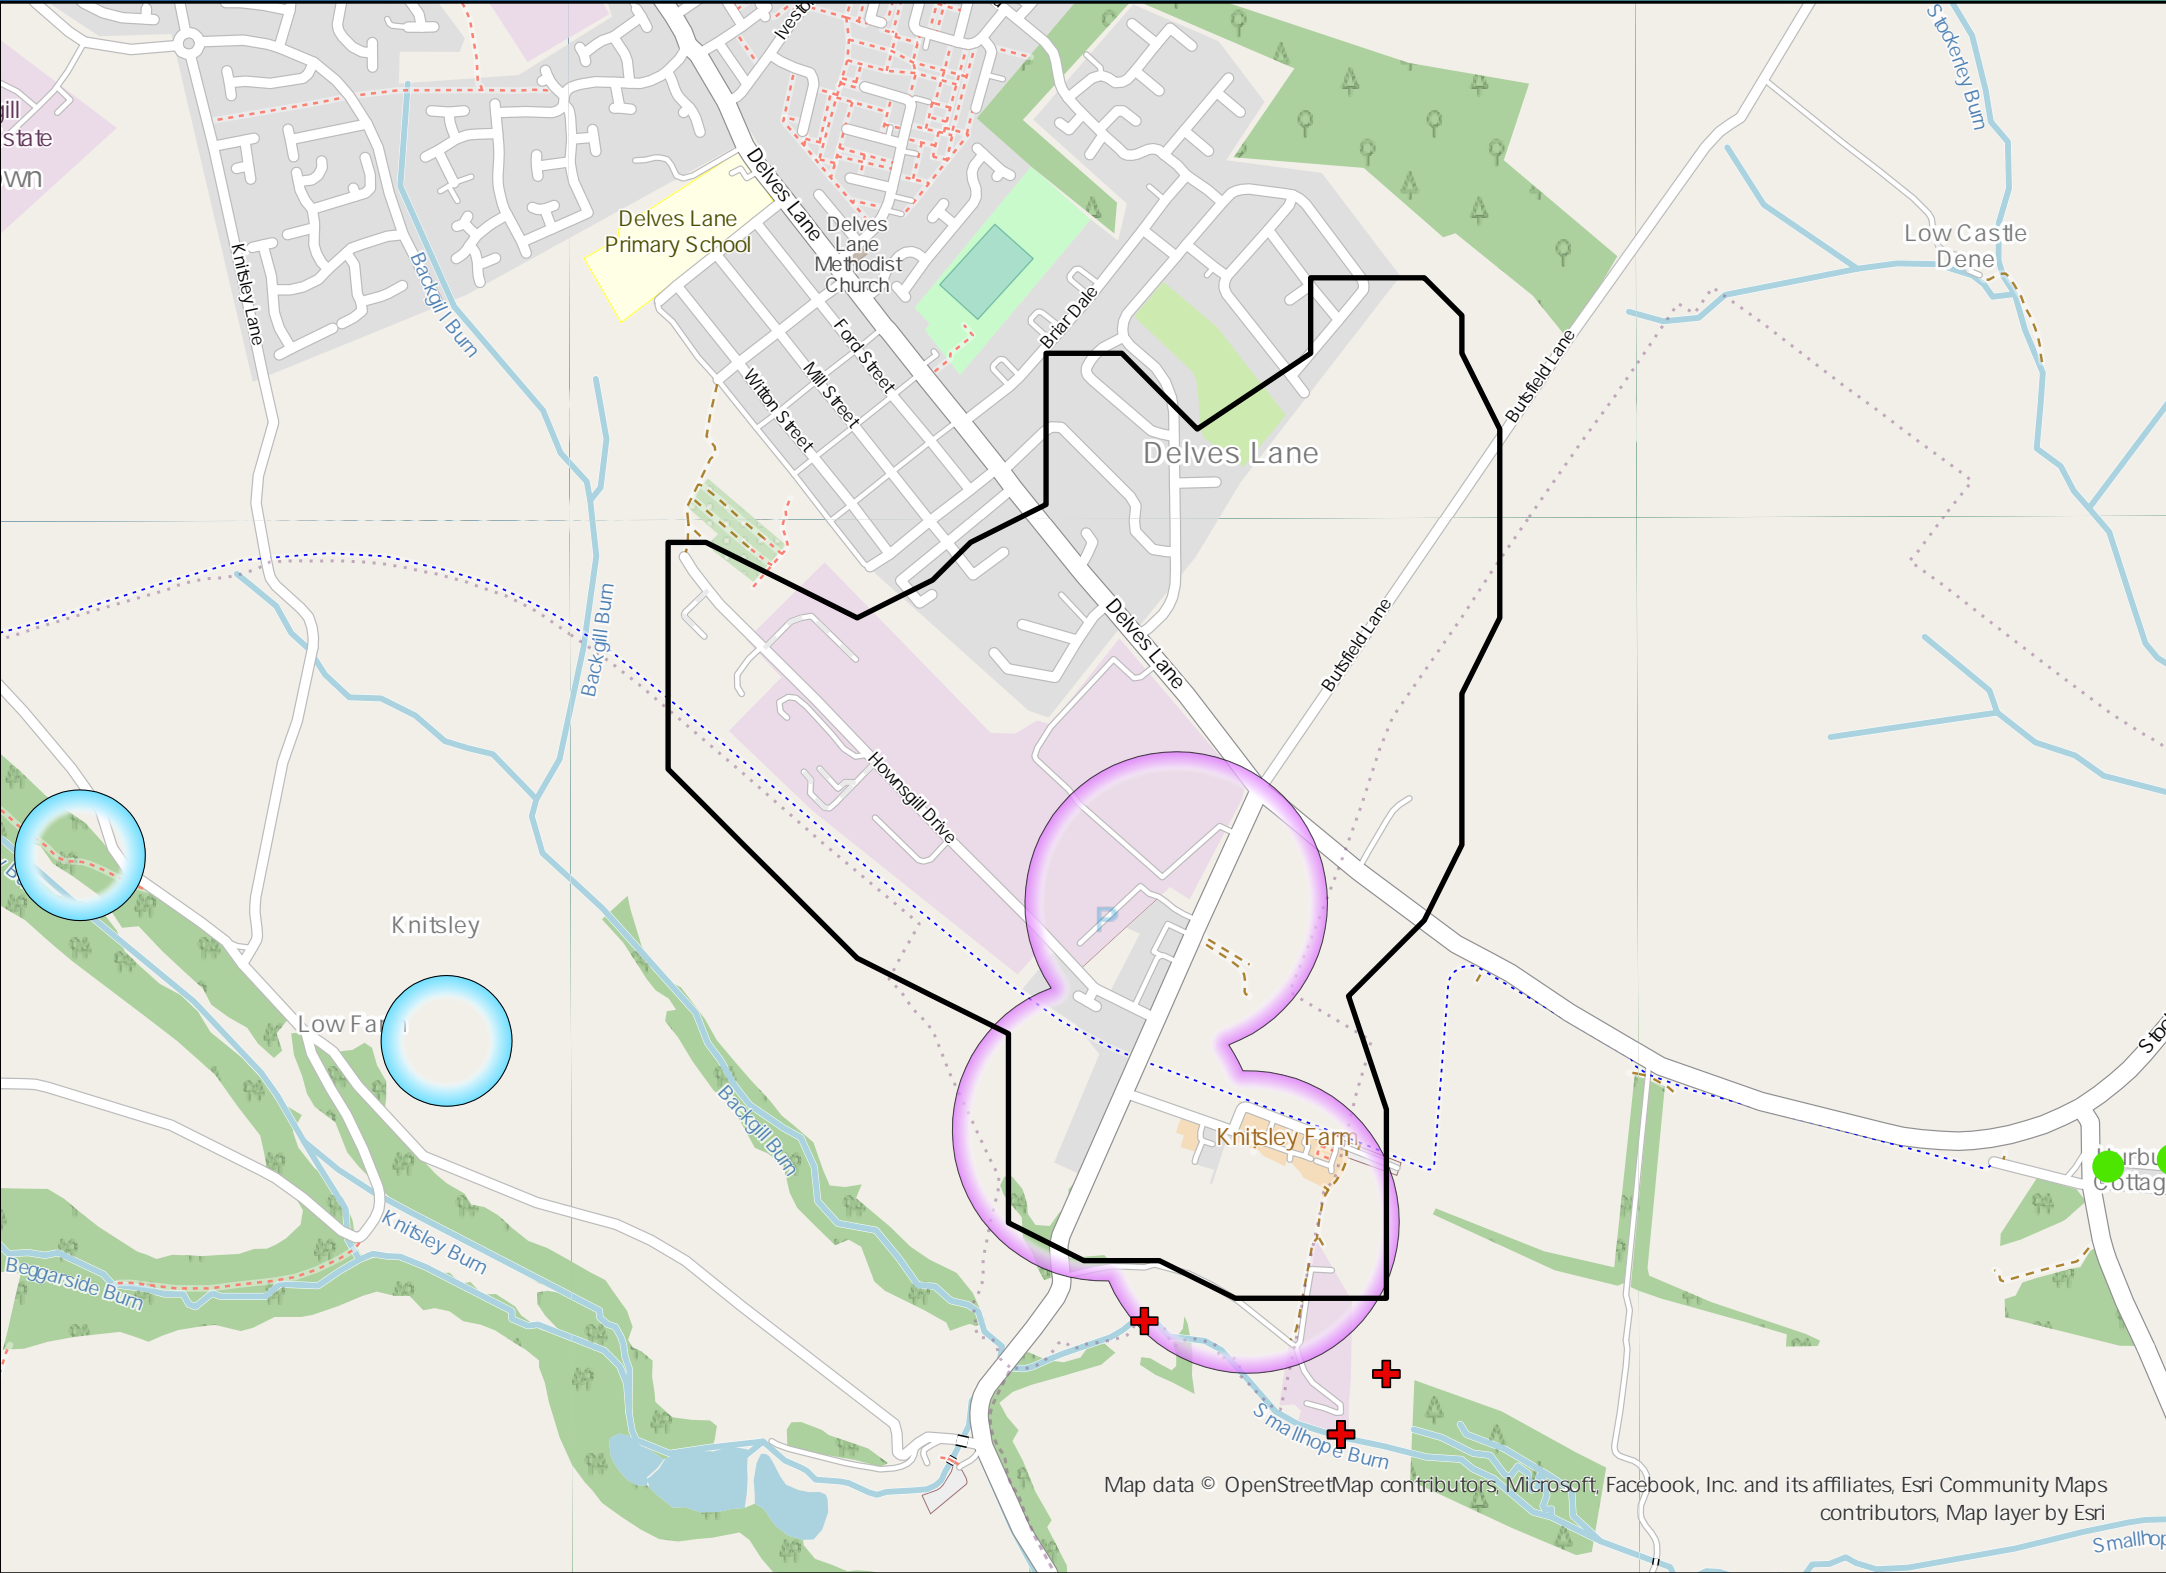 Stockerley Burn
state
own
Delves Lane
Delves Lane
Primary School
Delves
Lane
Methodist
Church
Low Castle
Dene
Knitsley Lane
Backgill Burn
Briar Dale
Ford Street
Mill Street
Witton Street
Butsfield Lane
Delves Lane
Backgill Burn
Delves Lane
Butsfield Lane
Hownsgill Drive
P
Knitsley
Low Farm
Backgill Burn
Knitsley Farm
Cottag
Knitsley Burn
Beggarside Burn
Smallhope Burn
Map data © OpenStreetMap contributors, Microsoft, Facebook, Inc. and its affiliates, Esri Community Maps
contributors, Map layer by Esri
Smallhop